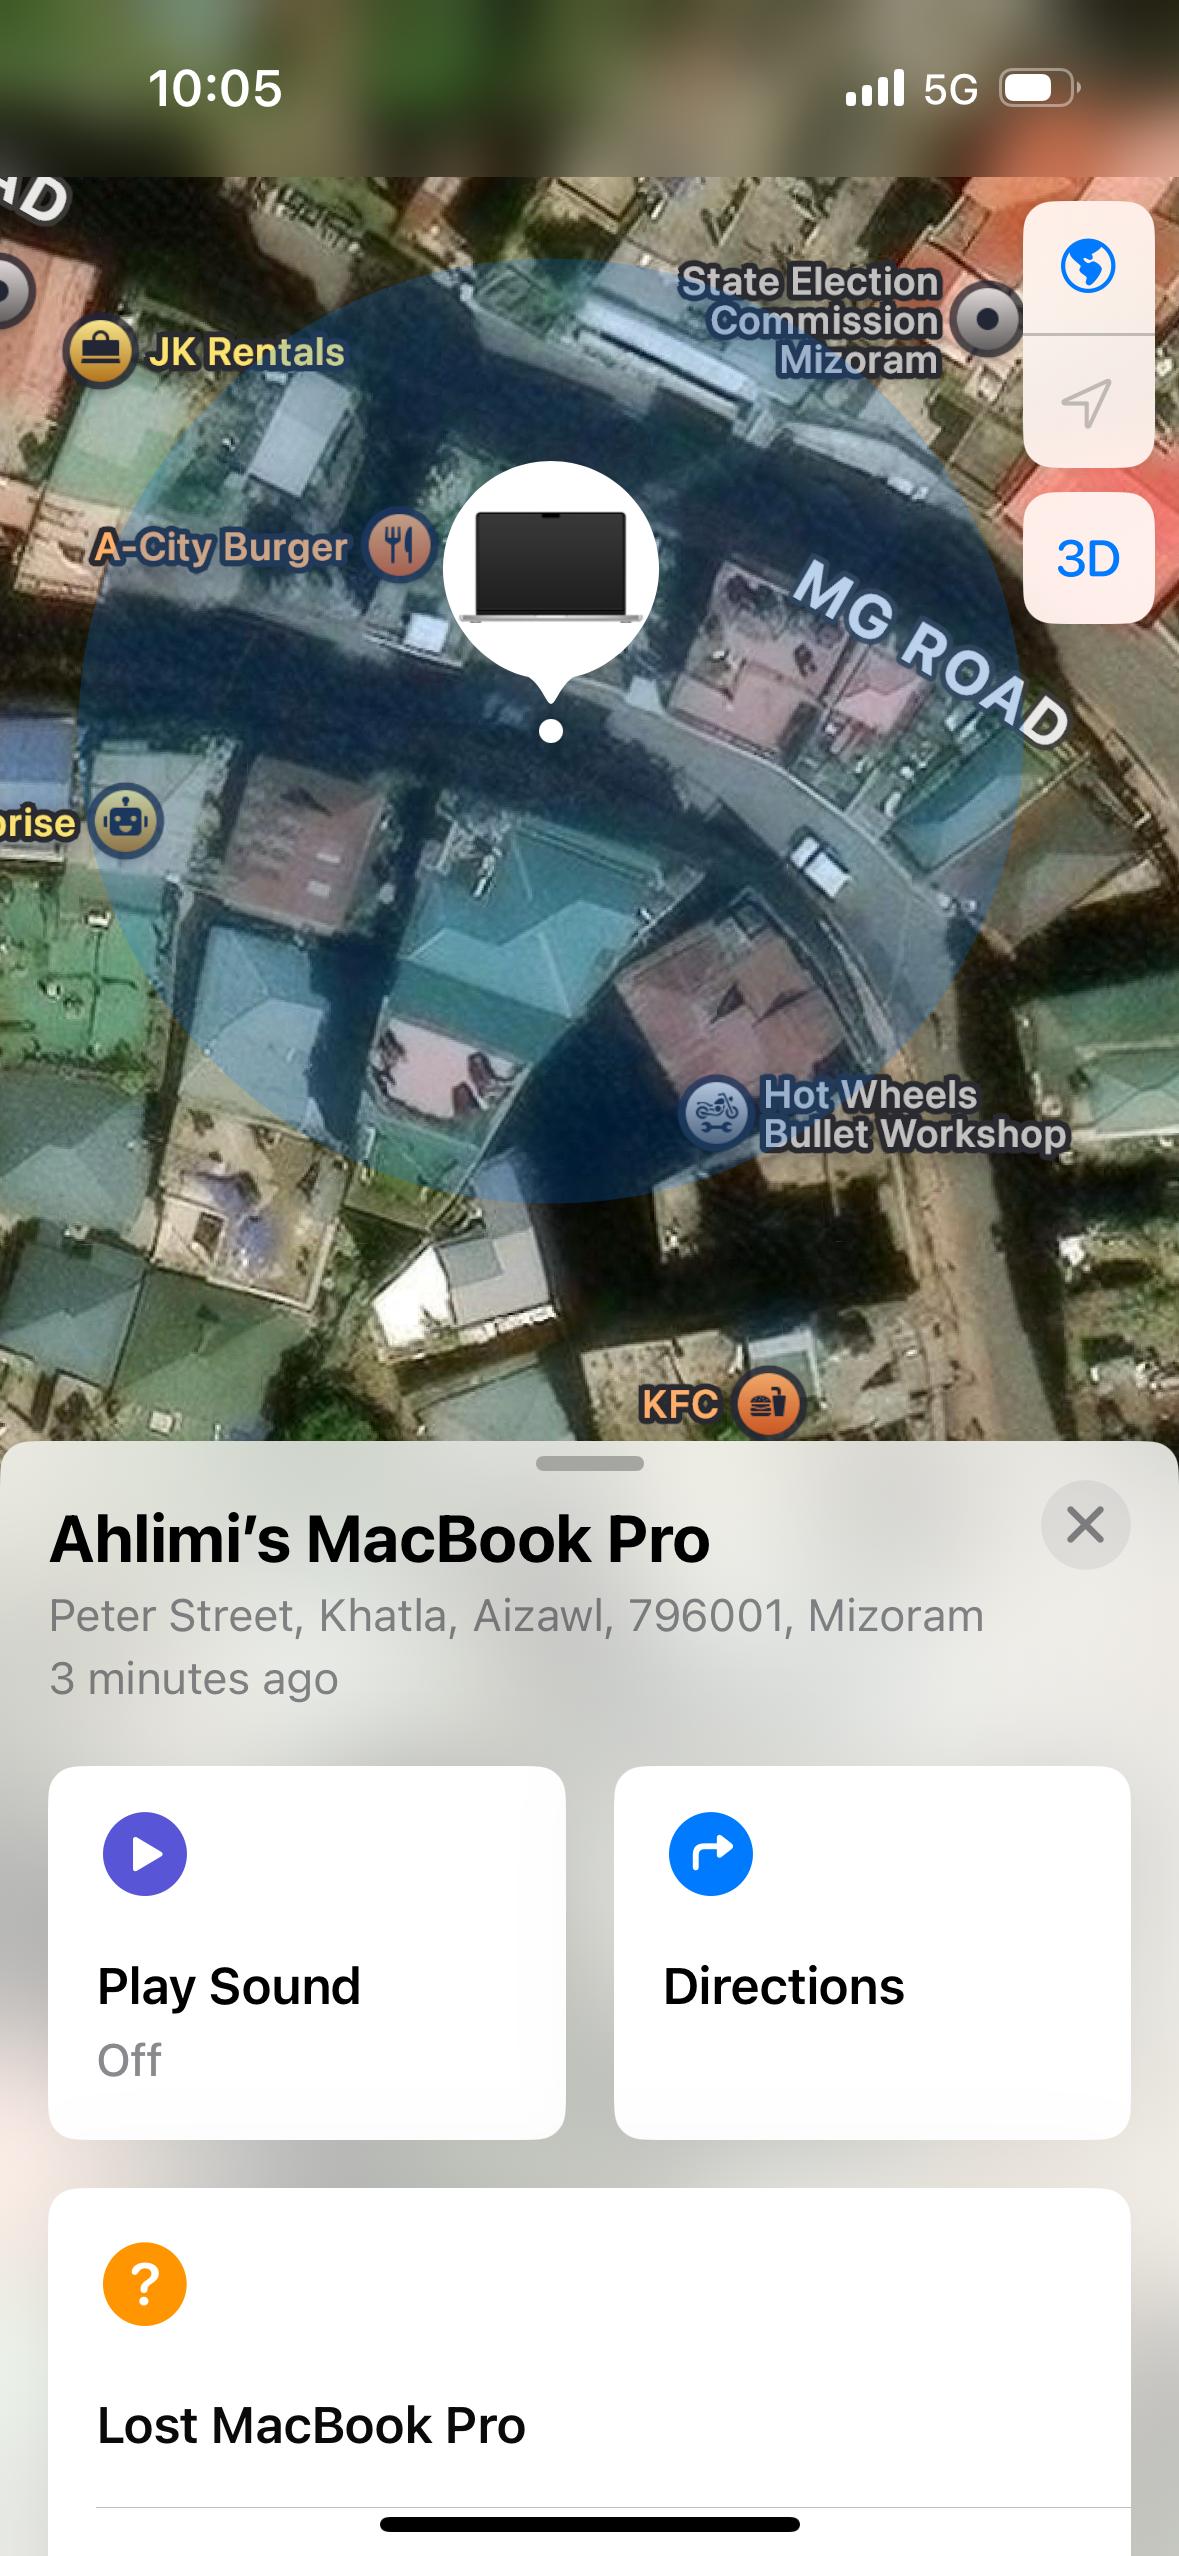 10:05
5G
AD
State Election
Commission
Mizoram
JK Rentals
A-City Burger
3D
MG ROAD
prise
Hot Wheels
Bullet Workshop
KFC
Ahlimi’s MacBook Pro
Peter Street, Khatla, Aizawl, 796001, Mizoram
3 minutes ago
Play Sound
Off
Directions
?
Lost MacBook Pro